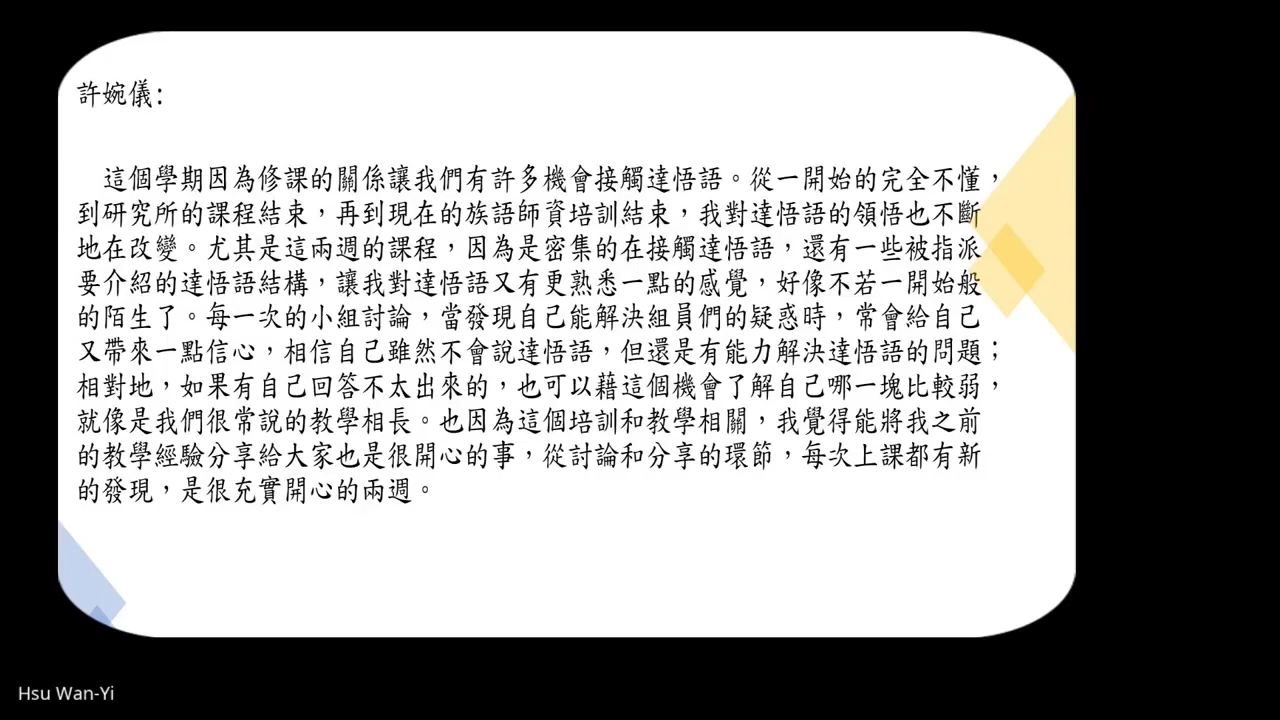 許婉儀:
這個學期因為修課的關係讓我們有許多機會接觸達悟語。從一開始的完全不懂，
到研究所的課程結束，再到現在的族語師資培訓結束，我對達悟語的領悟也不斷
地在改變。尤其是這兩週的課程，因為是密集的在接觸達悟語，還有一些被指派
要介紹的達悟語結構，讓我對達悟語又有更熟悉一點的感覺，好像不若一開始般
的陌生了。每一次的小組討論，當發現自己能解決組員們的疑惑時，常會給自己
又帶來一點信心，相信自己雖然不會說達悟語，但還是有能力解決達悟語的問題；
相對地，如果有自己回答不太出來的，也可以藉這個機會了解自己哪一塊比較弱，
就像是我們很常說的教學相長。也因為這個培訓和教學相關，我覺得能將我之前
的教學經驗分享給大家也是很開心的事，從討論和分享的環節，每次上課都有新
的發現，是很充實開心的兩週。
Hsu Wan-Yi